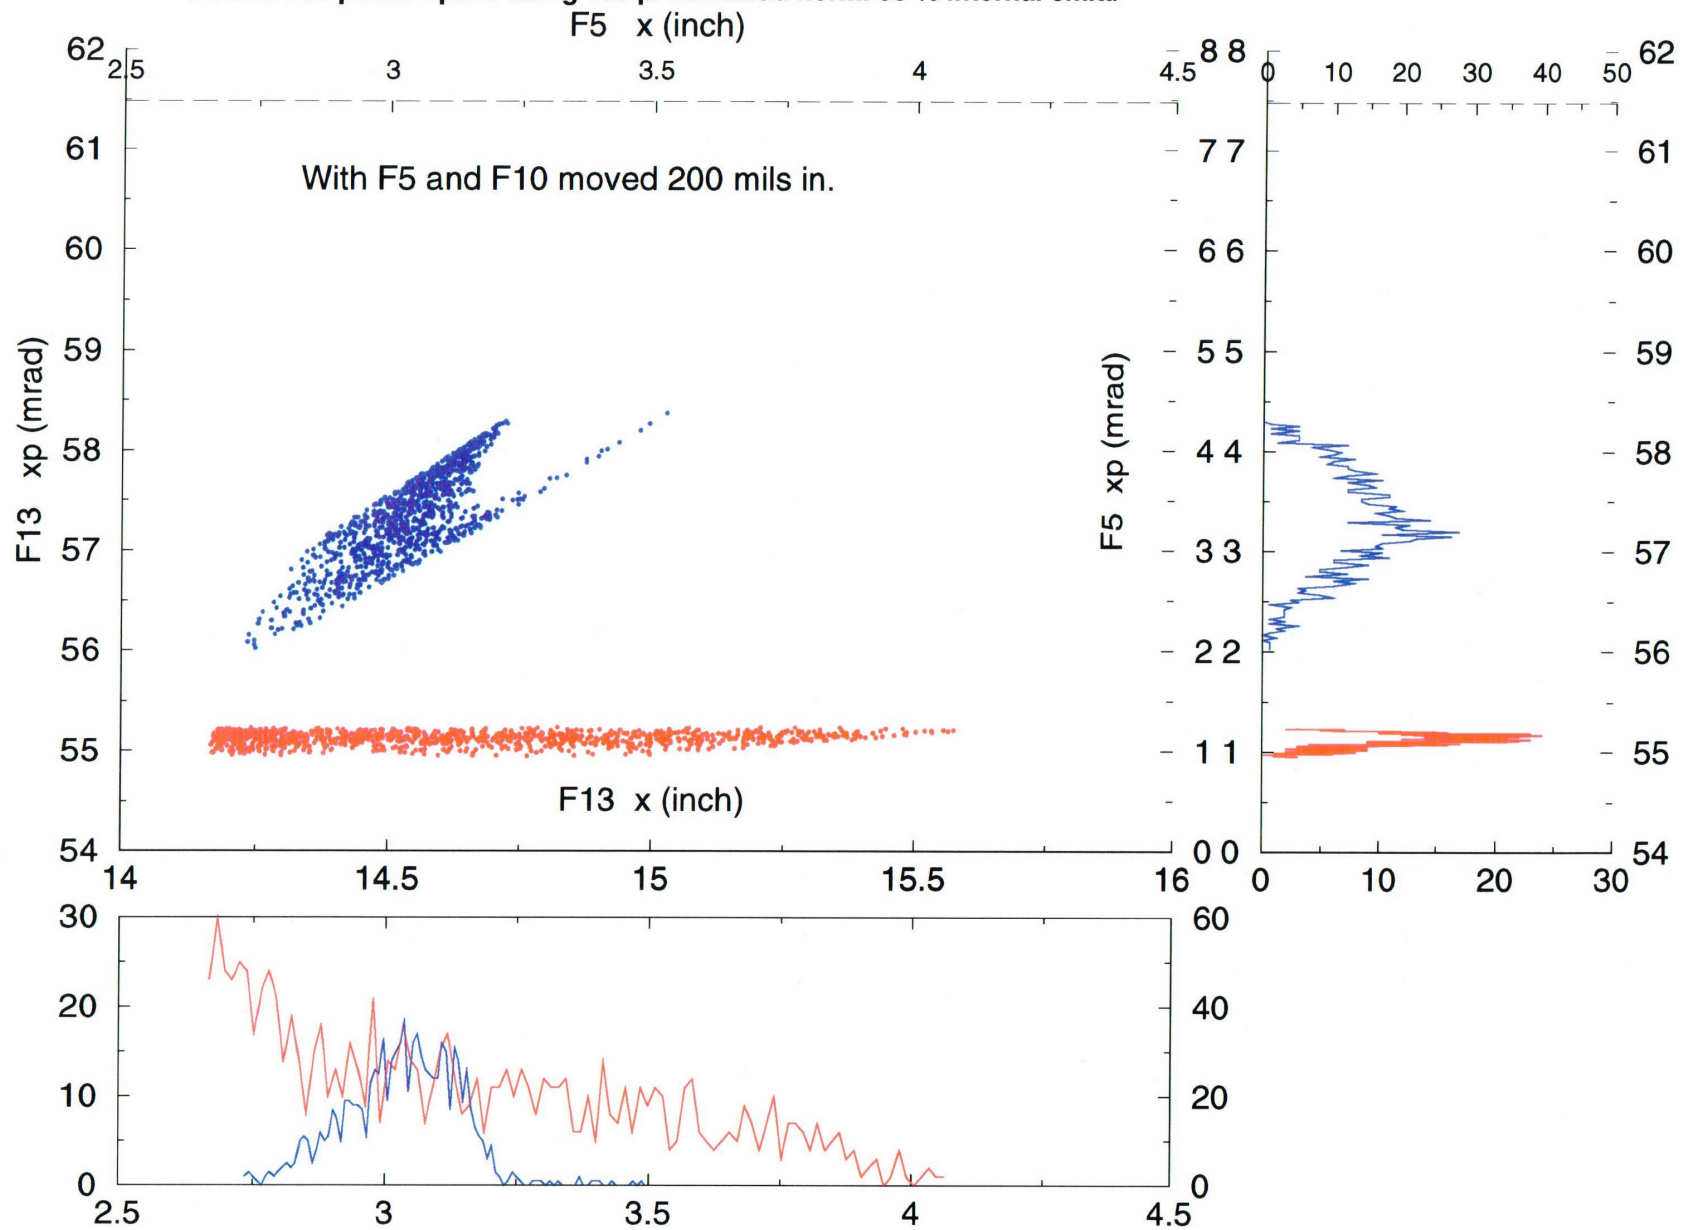 F5 x (inch)
62 2.5 3 3.5 4 4.5 8 8 0 10 20 30 40 50 62
61 7 7 61
With F5 and F10 moved 200 mils in.
60 6 6 60
59 5 5 59
F13 xp (mrad)
F5 xp (mrad)
58 4 4 58
57 3 3 57
56 2 2 56
55 1 1 55
F13 x (inch)
54 0 0 54
14 14.5 15 15.5 16 0 10 20 30
30 60
20 40
10 20
0 0
2.5 3 3.5 4 4.5